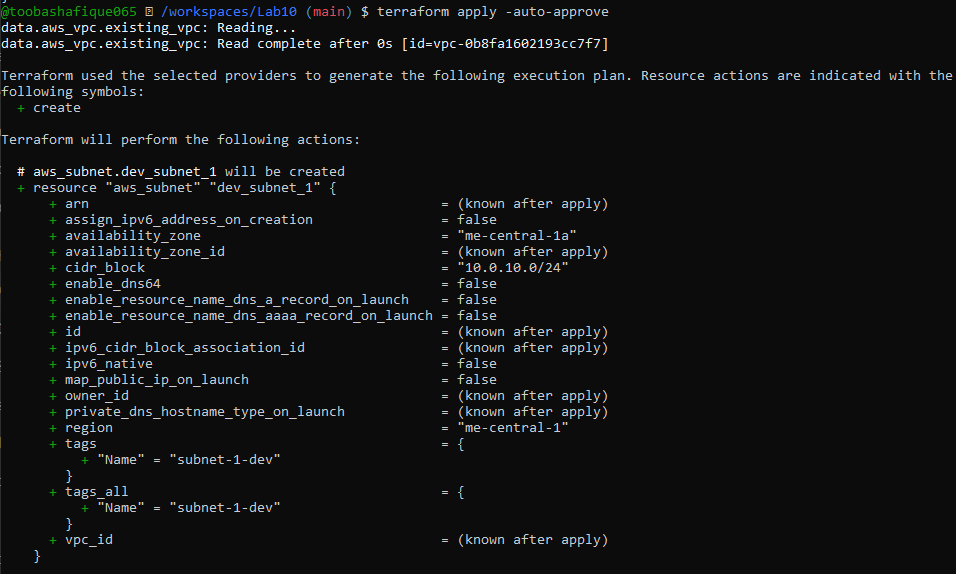 @toobashafique065 /workspaces/Lab10 (main) $ terraform apply -auto-approve
data.aws_vpc.existing_vpc: Reading...
data.aws_vpc.existing_vpc: Read complete after 0s [id=vpc-0b8fa1602193cc7f7]

Terraform used the selected providers to generate the following execution plan. Resource actions are indicated with the
following symbols:
  + create

Terraform will perform the following actions:

  # aws_subnet.dev_subnet_1 will be created
  + resource "aws_subnet" "dev_subnet_1" {
      + arn                                            = (known after apply)
      + assign_ipv6_address_on_creation                = false
      + availability_zone                              = "me-central-1a"
      + availability_zone_id                           = (known after apply)
      + cidr_block                                     = "10.0.10.0/24"
      + enable_dns64                                   = false
      + enable_resource_name_dns_a_record_on_launch    = false
      + enable_resource_name_dns_aaaa_record_on_launch = false
      + id                                             = (known after apply)
      + ipv6_cidr_block_association_id                 = (known after apply)
      + ipv6_native                                    = false
      + map_public_ip_on_launch                        = false
      + owner_id                                       = (known after apply)
      + private_dns_hostname_type_on_launch            = (known after apply)
      + region                                         = "me-central-1"
      + tags                                           = {
          + "Name" = "subnet-1-dev"
        }
      + tags_all                                       = {
          + "Name" = "subnet-1-dev"
        }
      + vpc_id                                         = (known after apply)
    }